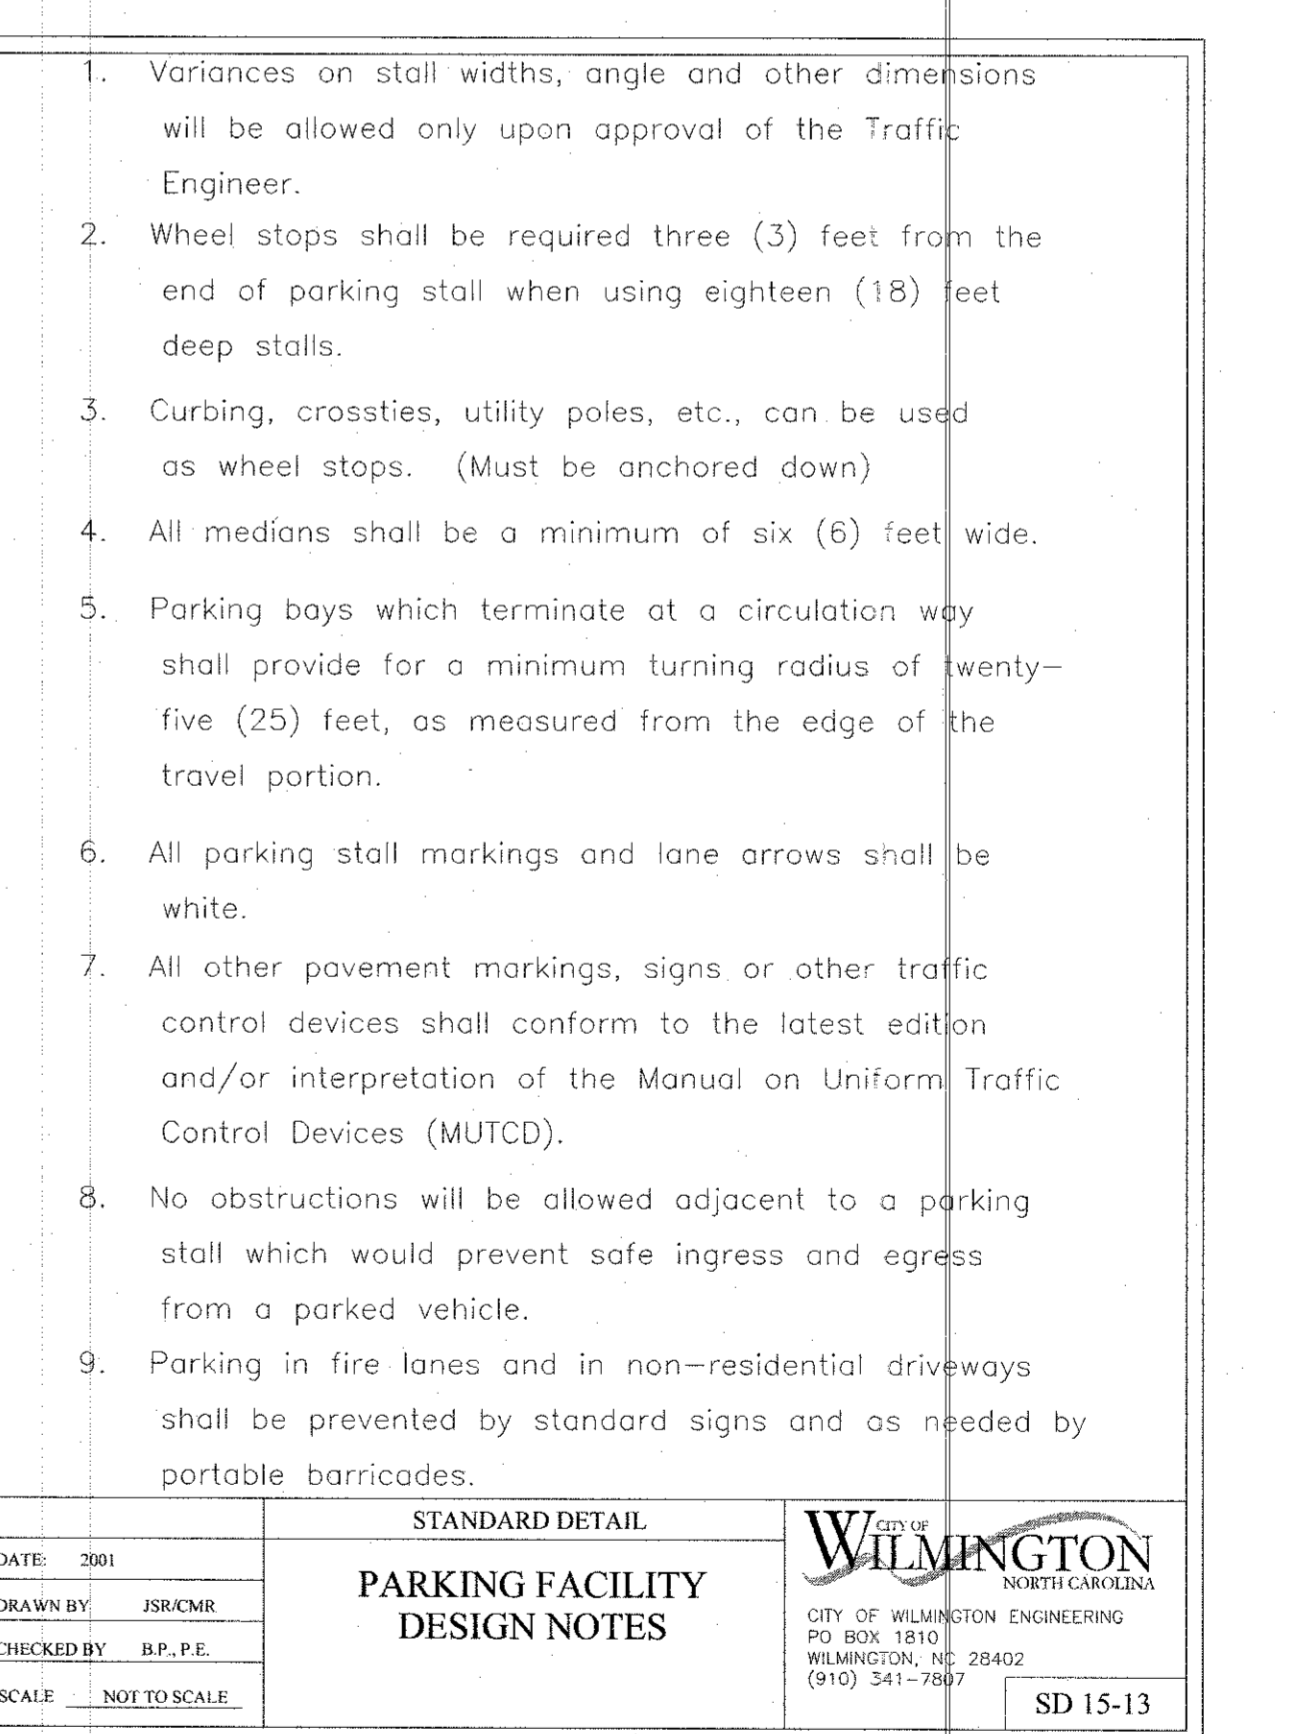 1. Variances on stall widths, angle and other dimensions
will be allowed only upon approval of the Traffic
Engineer.
2. Wheel stops shall be required three (3) feet from the
end of parking stall when using eighteen (18) feet
deep stalls.
3. Curbing, crossties, utility poles, etc., can be used
as wheel stops. (Must be anchored down)
4. All medians shall be a minimum of six (6) feet wide.
5. Parking bays which terminate at a circulation way
shall provide for a minimum turning radius of twenty-
five (25) feet, as measured from the edge of the
travel portion.
6. All parking stall markings and lane arrows shall be
white.
7. All other pavement markings, signs or other traffic
control devices shall conform to the latest edition
and/or interpretation of the Manual on Uniform Traffic
Control Devices (MUTCD).
8. No obstructions will be allowed adjacent to a parking
stall which would prevent safe ingress and egress
from a parked vehicle.
9. Parking in fire lanes and in non-residential driveways
shall be prevented by standard signs and as needed by
portable barricades.
DATE: 2001
DRAWN BY JSR/CMR
CHECKED BY B.P., P.E.
SCALE NOT TO SCALE
STANDARD DETAIL
PARKING FACILITY
DESIGN NOTES
CITY OF
WILMINGTON
NORTH CAROLINA
CITY OF WILMINGTON ENGINEERING
PO BOX 1810
WILMINGTON, NC 28402
(910) 341-7807
SD 15-13